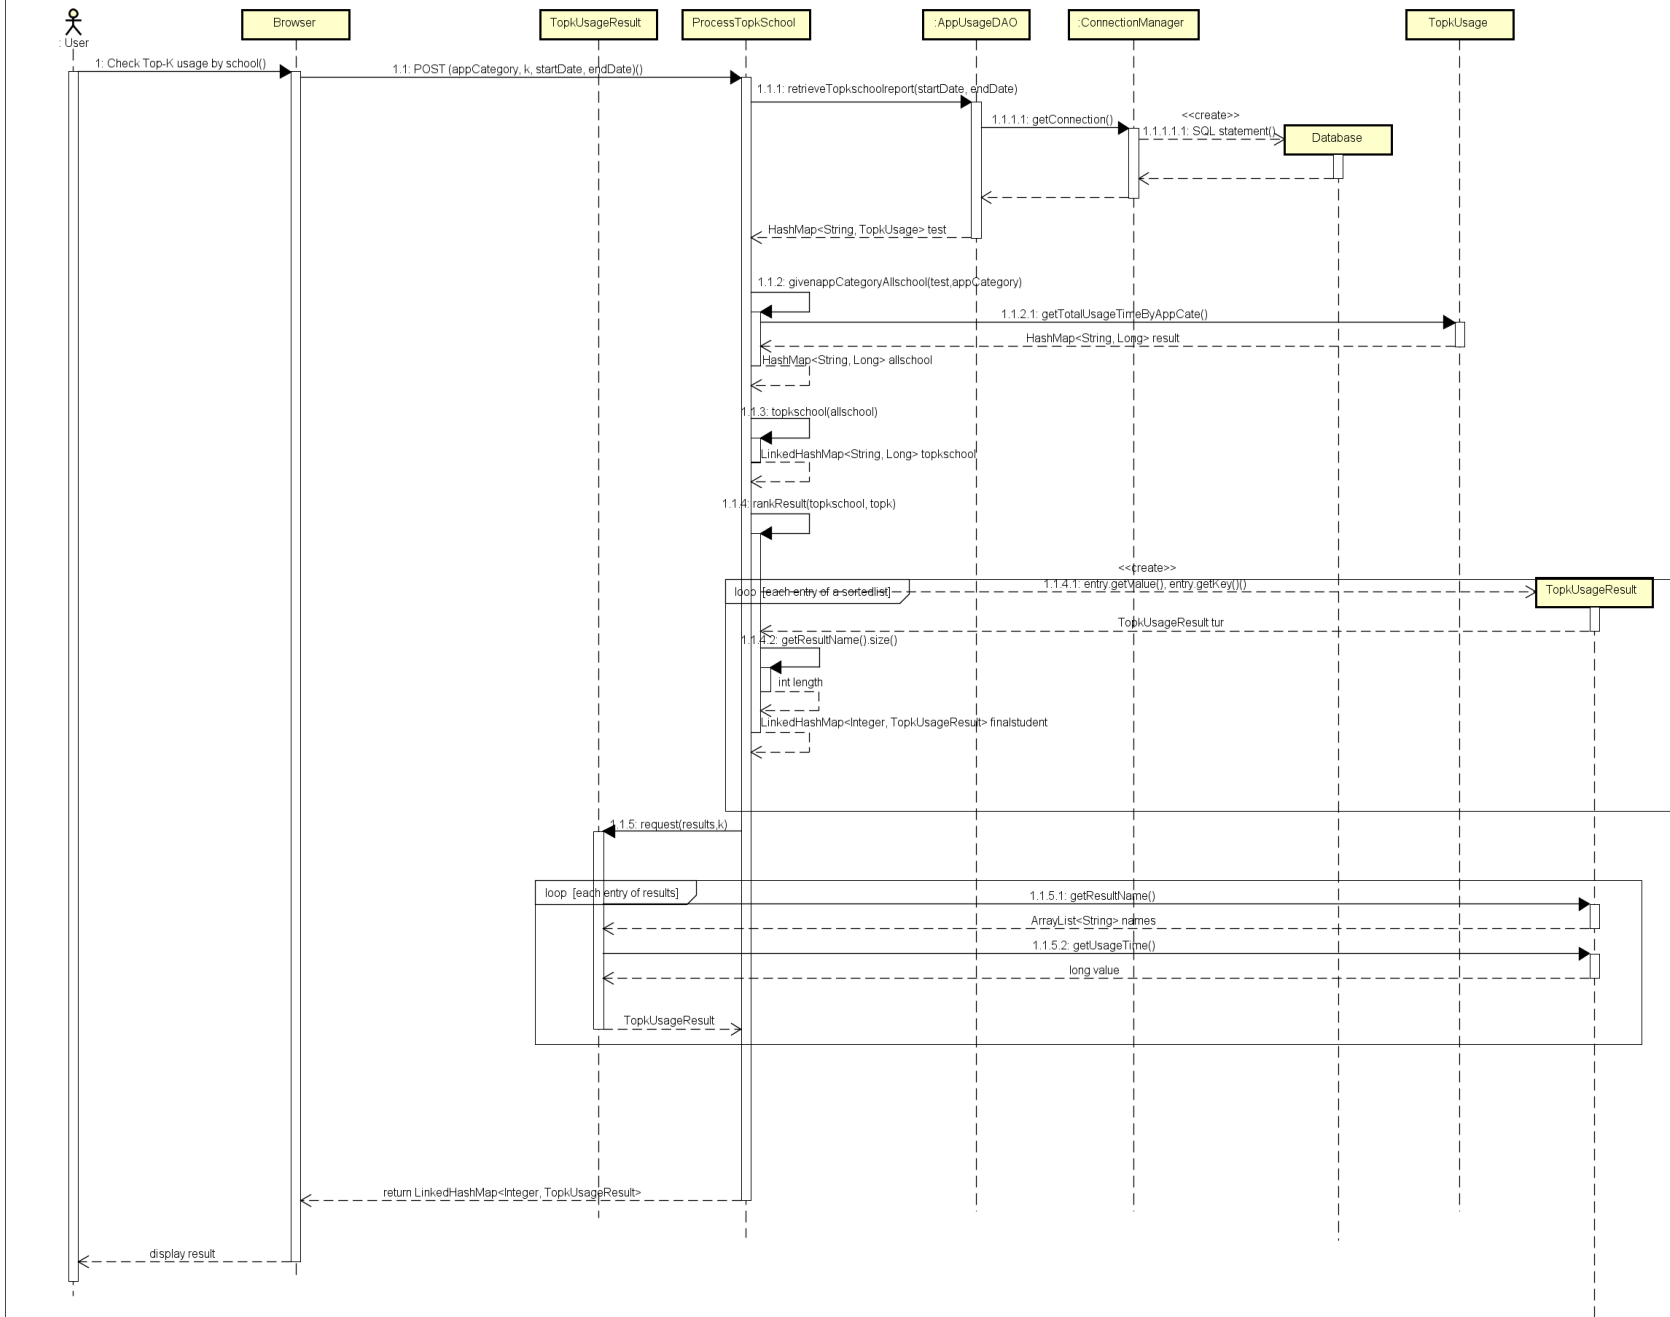 : User
Browser
TopkUsageResult
ProcessTopkSchool
:AppUsageDAO
:ConnectionManager
TopkUsage
1: Check Top-K usage by school()
1.1: POST (appCategory, k, startDate, endDate)()
1.1.1: retrieveTopkschoolreport(startDate, endDate)
1.1.1.1: getConnection()
<<create>>
1.1.1.1.1: SQL statement()
Database
HashMap<String, TopkUsage> test
1.1.2: givenappCategoryAllschool(test,appCategory)
1.1.2.1: getTotalUsageTimeByAppCate()
HashMap<String, Long> result
HashMap<String, Long> allschool
1.1.3: topkschool(allschool)
LinkedHashMap<String, Long> topkschool
1.1.4: rankResult(topkschool, topk)
<<create>>
1.1.4.1: entry.getValue(), entry.getKey()()
loop [each entry of a sortedlist]
TopkUsageResult
TopkUsageResult tur
1.1.4.2: getResultName().size()
int length
LinkedHashMap<Integer, TopkUsageResult> finalstudent
1.1.5: request(results,k)
loop [each entry of results]
1.1.5.1: getResultName()
ArrayList<String> names
1.1.5.2: getUsageTime()
long value
TopkUsageResult
return LinkedHashMap<Integer, TopkUsageResult>
display result